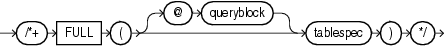 @ queryblock
/*+ FULL ( tablespec ) */